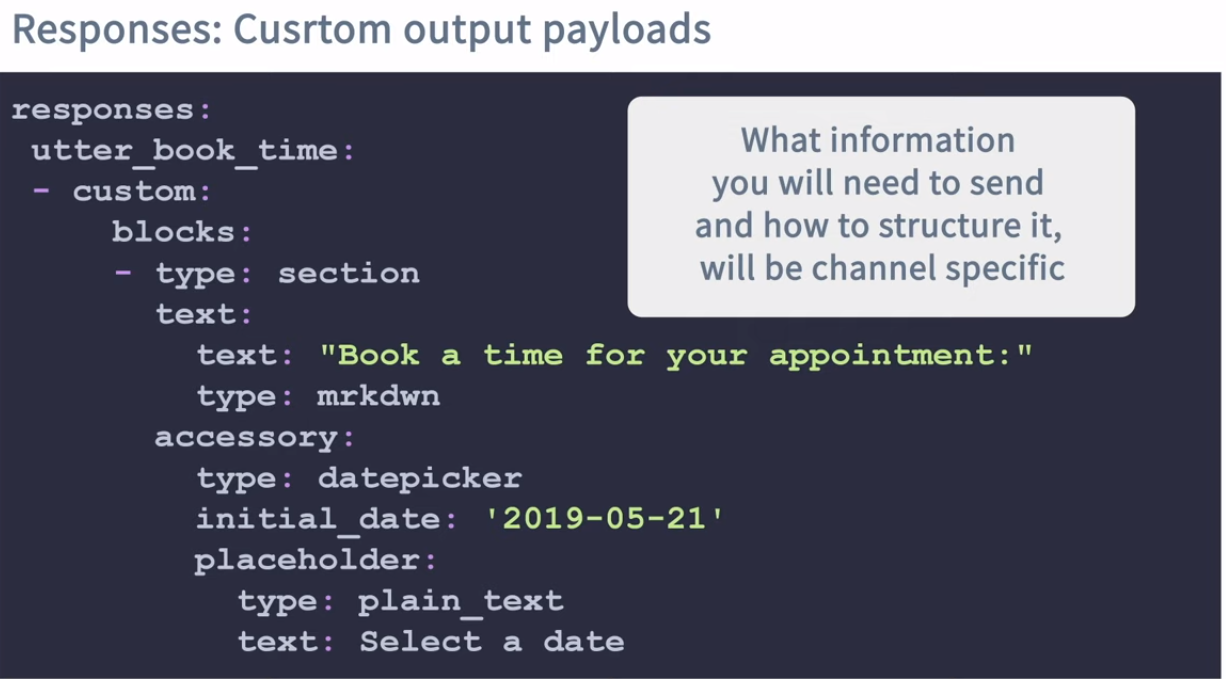 Responses: Cusrtom output payloads
responses:
utter_book_time:
- custom:
blocks:
- type: section
text:
text: "Book a time for your appointment:"
type: mrkdwn
accessory:
type: datepicker
initial_date: '2019-05-21'
placeholder:
type: plain_text
text: Select a date
What information
you will need to send
and how to structure it,
will be channel specific